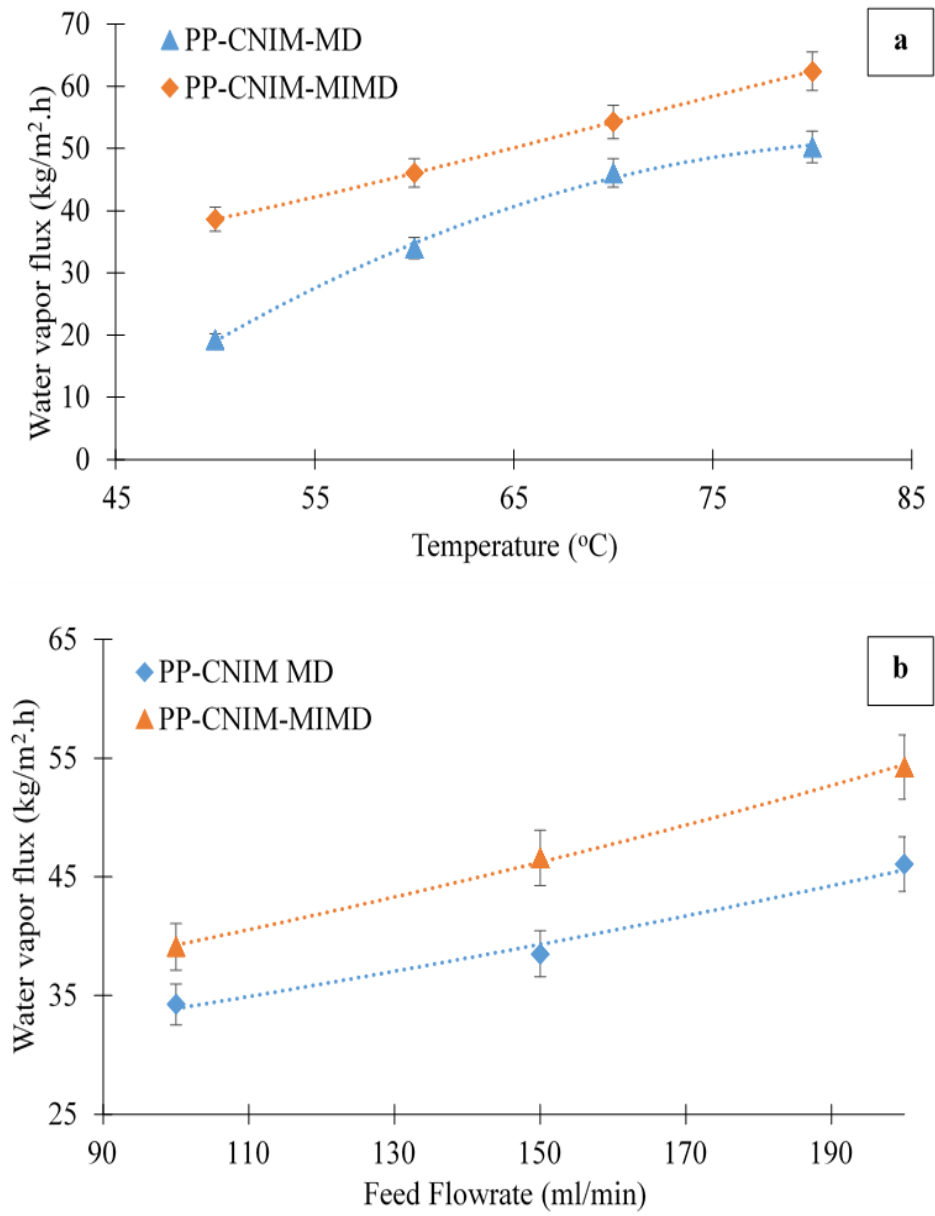 a
PP-CNIM-MD
PP-CNIM-MIMD
Water vapor flux (kg/m².h)
70
60
50
40
30
20
10
0
45 55 65 75 85
Temperature (°C)
b
PP-CNIM MD
PP-CNIM-MIMD
Water vapor flux (kg/m².h)
65
55
45
35
25
90 110 130 150 170 190
Feed Flowrate (ml/min)